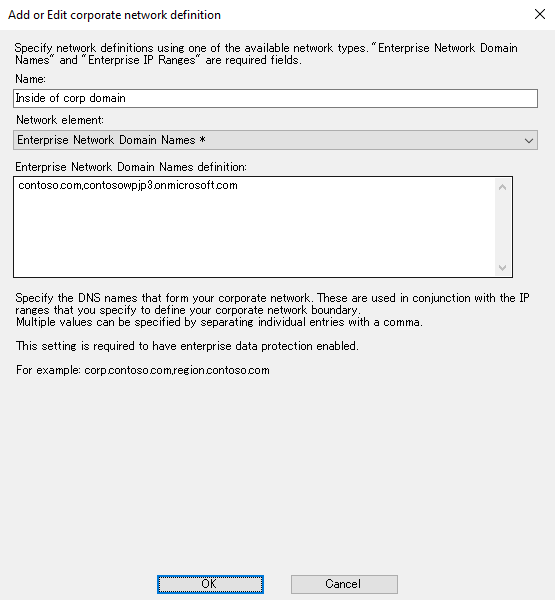 Add or Edit corporate network definition
Specify network definitions using one of the available network types. "Enterprise Network Domain
Names" and "Enterprise IP Ranges" are required fields.
Name:
Inside of corp domain
Network element:
Enterprise Network Domain Names *
Enterprise Network Domain Names definition:
contoso.com,contosowpjp3.onmicrosoft.com
Specify the DNS names that form your corporate network. These are used in conjunction with the IP
ranges that you specify to define your corporate network boundary.
Multiple values can be specified by separating individual entries with a comma.
This setting is required to have enterprise data protection enabled.
For example: corp.contoso.com,region.contoso.com
OK
Cancel